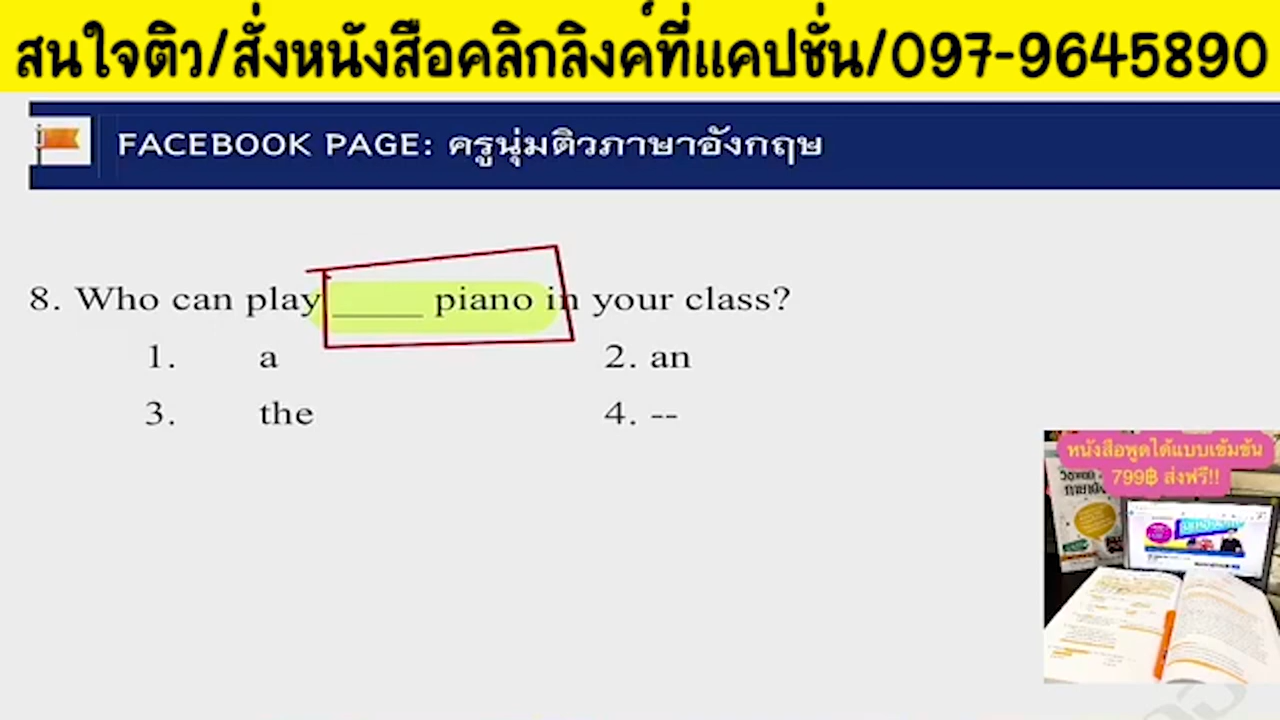 สนใจติว/สั่งหนังสือคลิกลิงค์ที่แคปชั่น/097-9645890
FACEBOOK PAGE: ครูนุ่มติวภาษาอังกฤษ
8. Who can play _____ piano in your class?
1. a
2. an
3. the
4. --
หนังสือพูดได้แบบเข้มข้น
799฿ ส่งฟรี!!